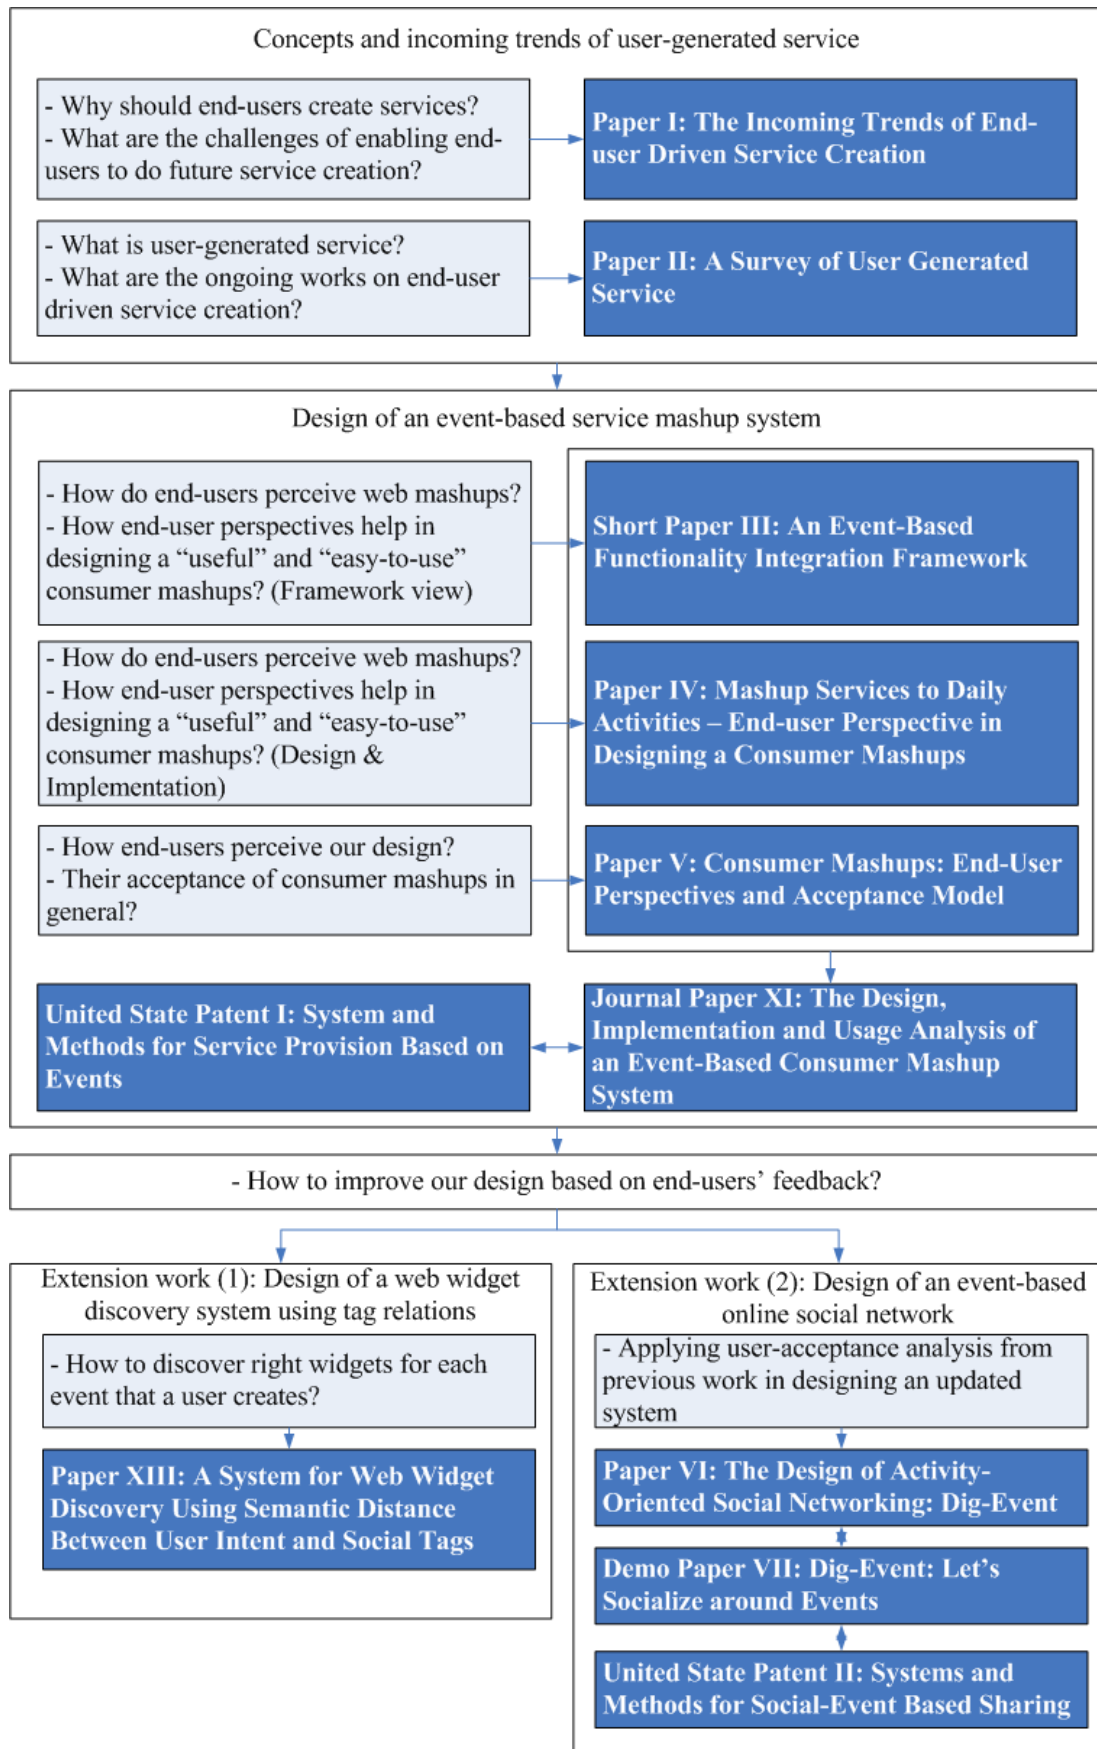 Concepts and incoming trends of user-generated service
- Why should end-users create services?
- What are the challenges of enabling end-
users to do future service creation?
Paper I: The Incoming Trends of End-
user Driven Service Creation
- What is user-generated service?
- What are the ongoing works on end-user
driven service creation?
Paper II: A Survey of User Generated
Service
Design of an event-based service mashup system
- How do end-users perceive web mashups?
- How end-user perspectives help in
designing a “useful” and “easy-to-use”
consumer mashups? (Framework view)
Short Paper III: An Event-Based
Functionality Integration Framework
- How do end-users perceive web mashups?
- How end-user perspectives help in
designing a “useful” and “easy-to-use”
consumer mashups? (Design &
Implementation)
Paper IV: Mashup Services to Daily
Activities – End-user Perspective in
Designing a Consumer Mashups
- How end-users perceive our design?
- Their acceptance of consumer mashups in
general?
Paper V: Consumer Mashups: End-User
Perspectives and Acceptance Model
United State Patent I: System and
Methods for Service Provision Based on
Events
Journal Paper XI: The Design,
Implementation and Usage Analysis of
an Event-Based Consumer Mashup
System
- How to improve our design based on end-users’ feedback?
Extension work (1): Design of a web widget
discovery system using tag relations
- How to discover right widgets for each
event that a user creates?
Paper XIII: A System for Web Widget
Discovery Using Semantic Distance
Between User Intent and Social Tags
Extension work (2): Design of an event-based
online social network
- Applying user-acceptance analysis from
previous work in designing an updated
system
Paper VI: The Design of Activity-
Oriented Social Networking: Dig-Event
Demo Paper VII: Dig-Event: Let’s
Socialize around Events
United State Patent II: Systems and
Methods for Social-Event Based Sharing